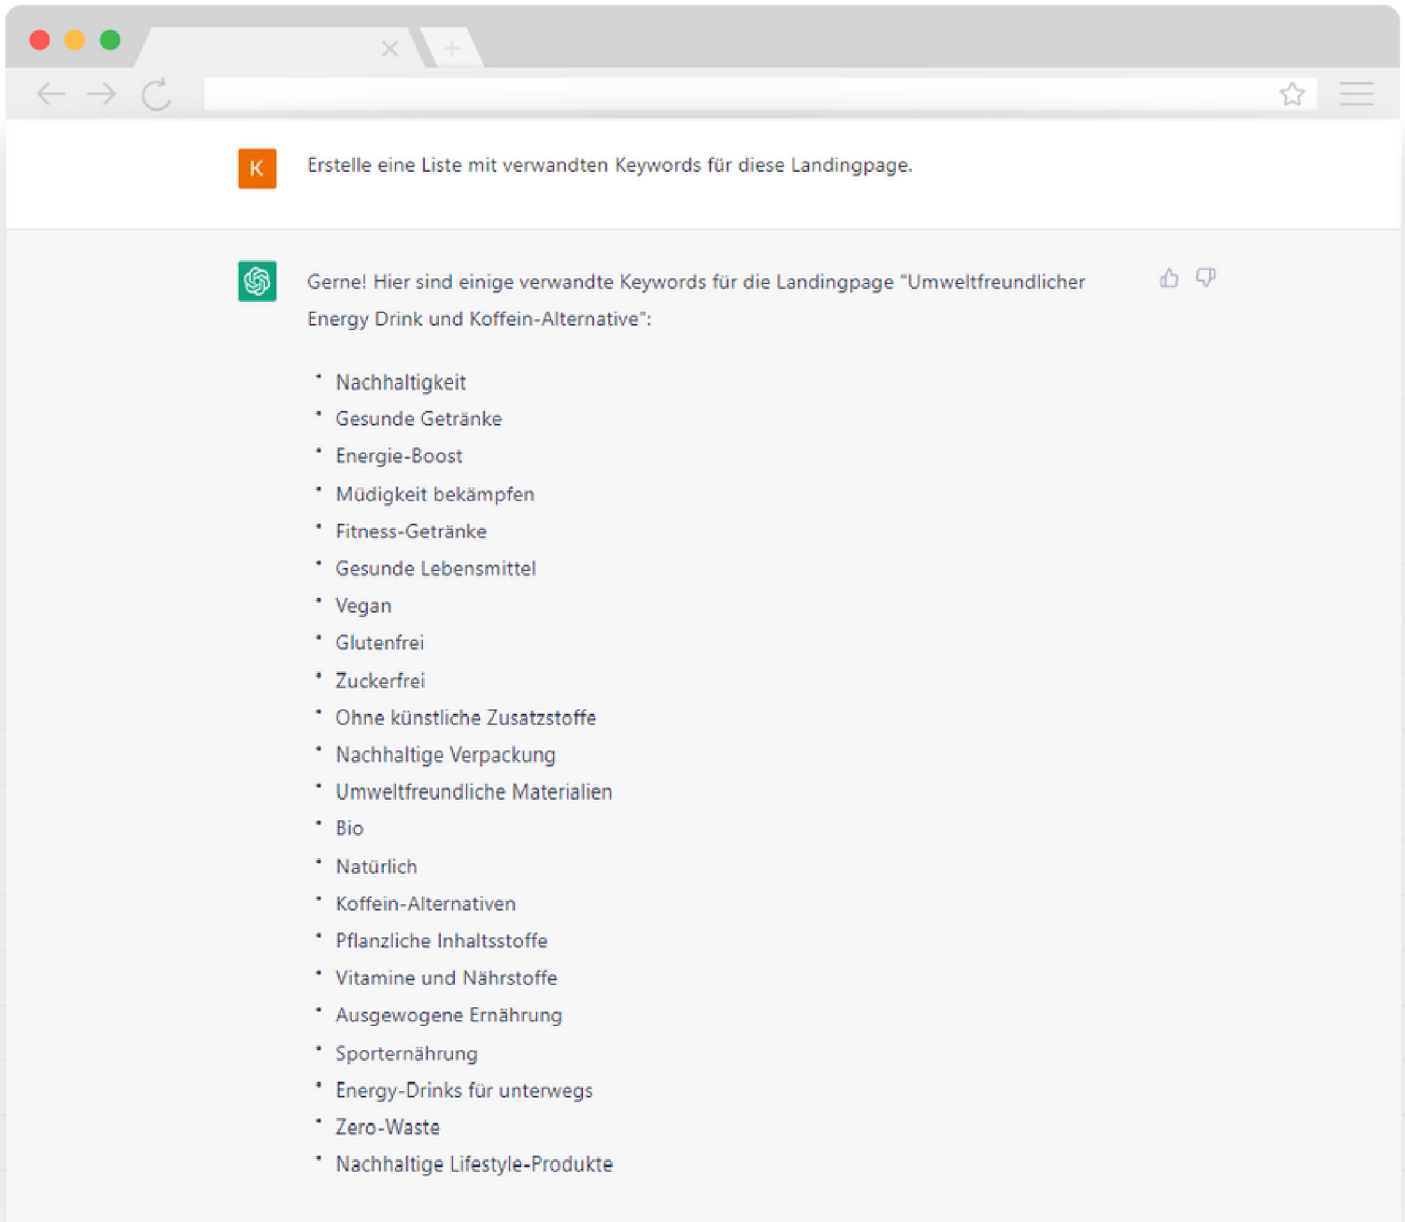 K
Erstelle eine Liste mit verwandten Keywords für diese Landingpage.
Gerne! Hier sind einige verwandte Keywords für die Landingpage "Umweltfreundlicher
Energy Drink und Koffein-Alternative":
• Nachhaltigkeit
• Gesunde Getränke
• Energie-Boost
• Müdigkeit bekämpfen
• Fitness-Getränke
• Gesunde Lebensmittel
• Vegan
• Glutenfrei
• Zuckerfrei
• Ohne künstliche Zusatzstoffe
• Nachhaltige Verpackung
• Umweltfreundliche Materialien
• Bio
• Natürlich
• Koffein-Alternativen
• Pflanzliche Inhaltsstoffe
• Vitamine und Nährstoffe
• Ausgewogene Ernährung
• Sporternährung
• Energy-Drinks für unterwegs
• Zero-Waste
• Nachhaltige Lifestyle-Produkte